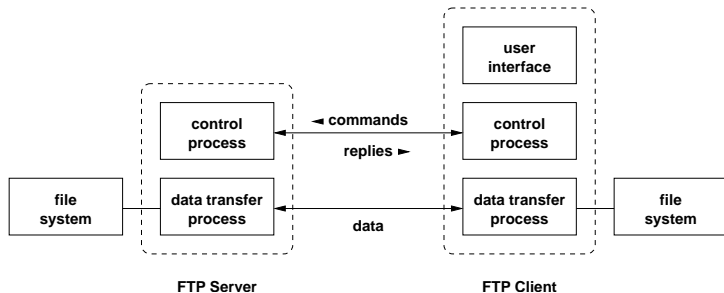 user
interface
control
process
◄ commands
replies ►
control
process
file
system
data transfer
process
data
data transfer
process
file
system
FTP Server
FTP Client